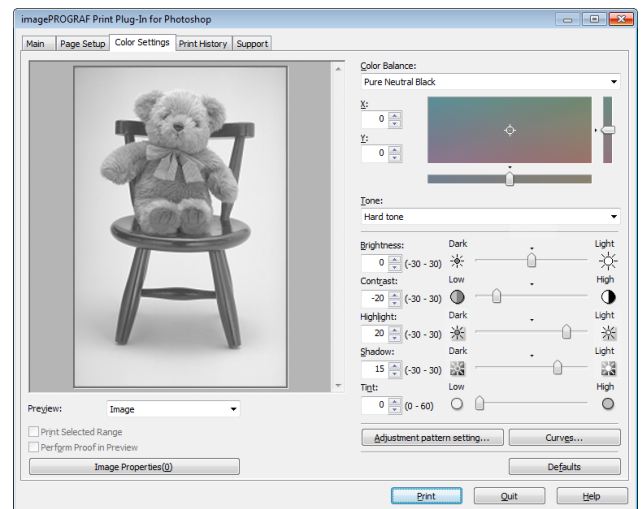 imagePROGRAF Print Plug-In for Photoshop
Main Page Setup Color Settings Print History Support
Color Balance:
Pure Neutral Black
X:
0
Y:
0
Tone:
Hard tone
Brightness: Dark Light
0 (-30 - 30)
Contrast: Low High
-20 (-30 - 30)
Highlight: Dark Light
20 (-30 - 30)
Shadow: Dark Light
15 (-30 - 30)
Tint: Low High
0 (0 - 60)
Preview: Image
Print Selected Range
Perform Proof in Preview
Adjustment pattern setting... Curves...
Image Properties(0) Defaults
Print Quit Help